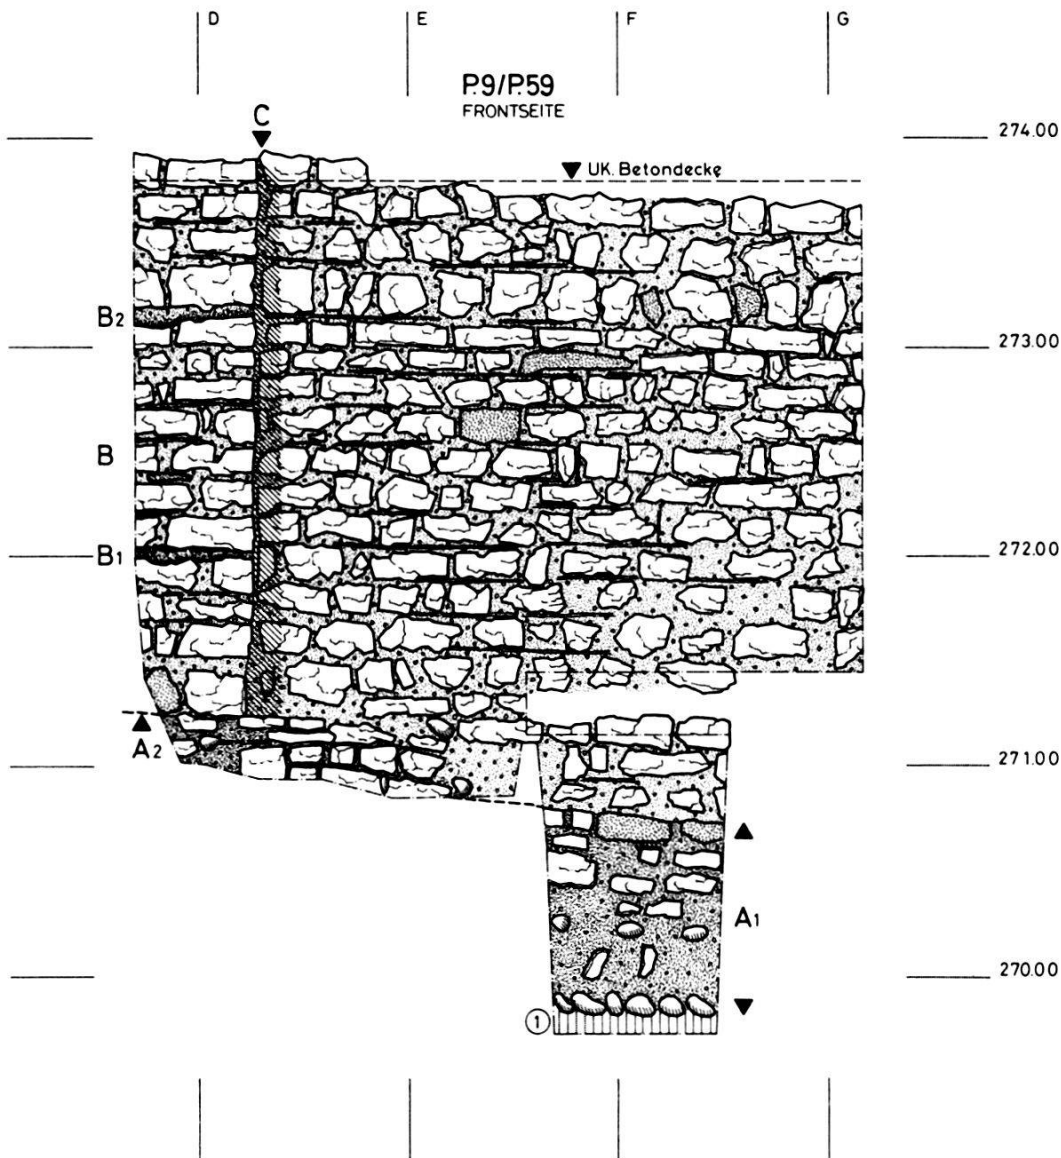 D E F G
P.9/P.59
FRONTSEITE
C
274.00
UK. Betondecke
B2
273.00
B
B1
272.00
A2
271.00
A1
270.00
1